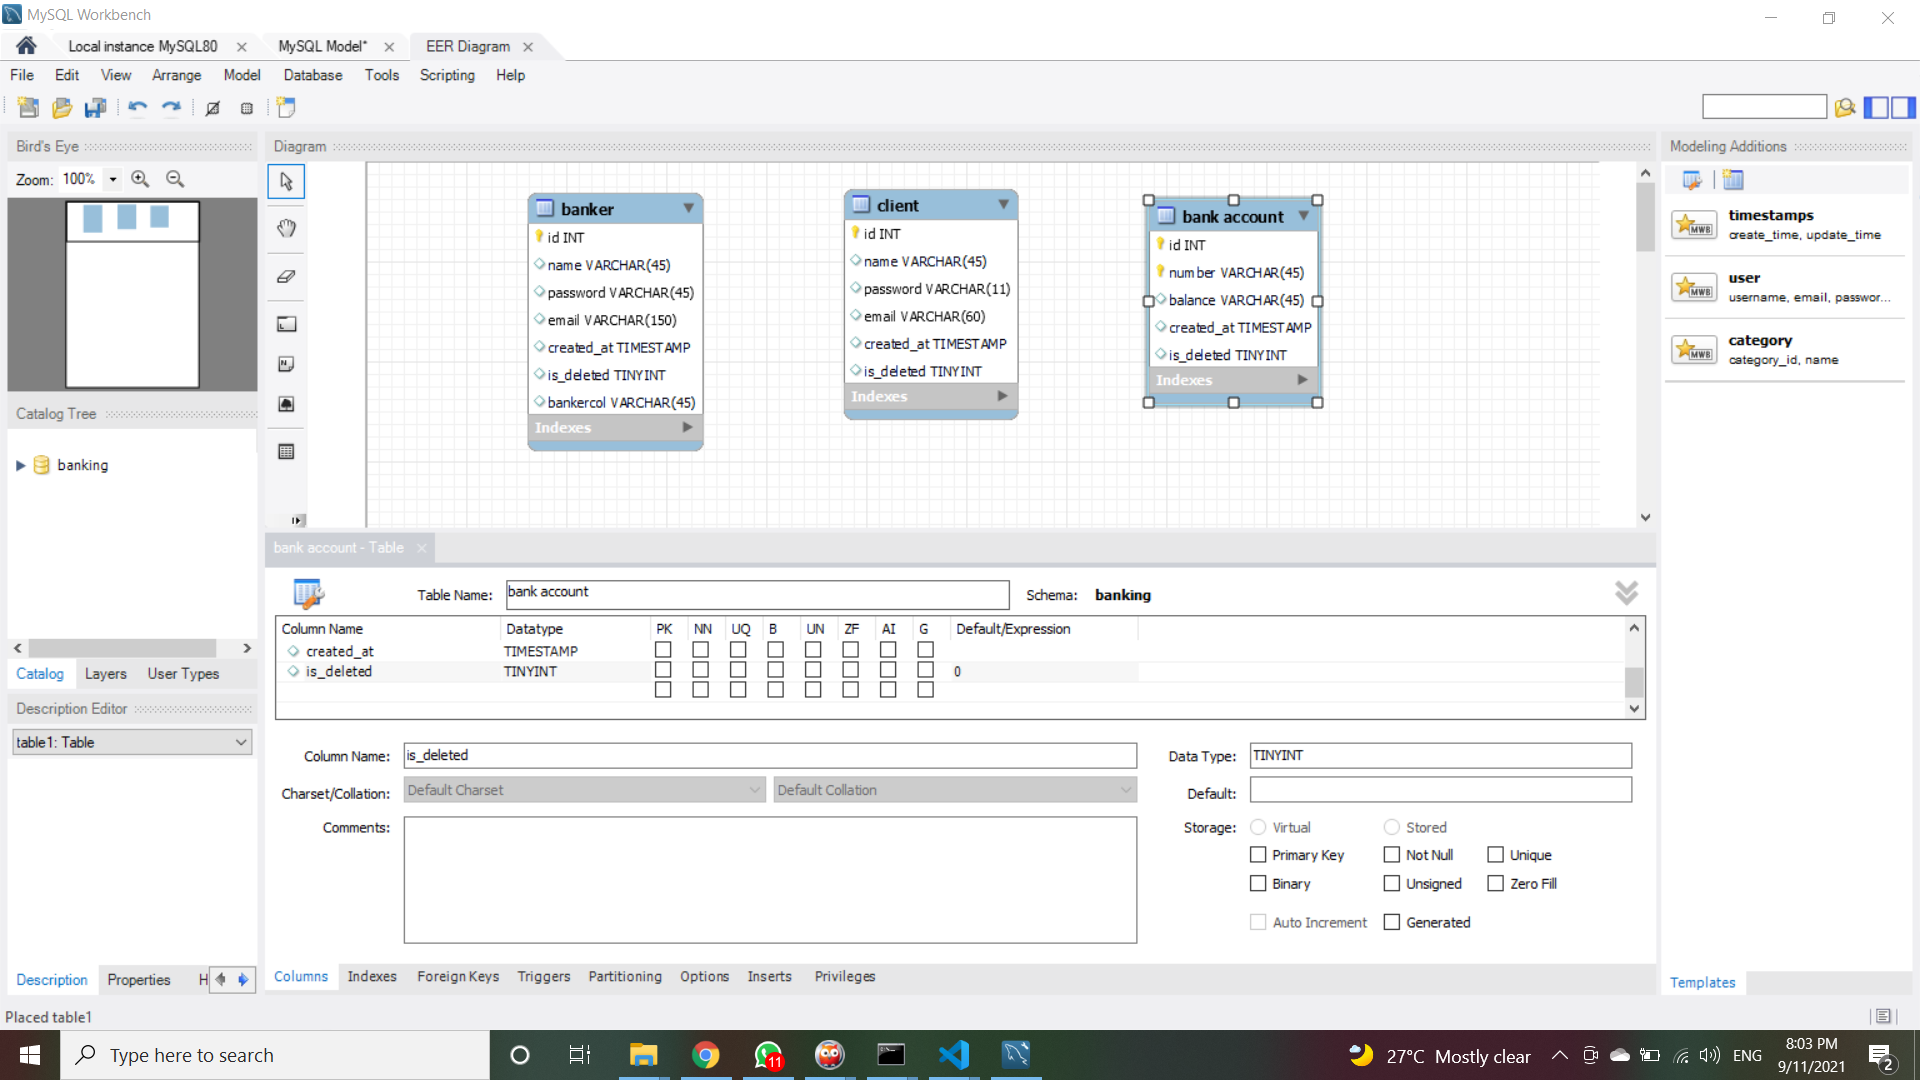 MySQL Workbench
Local instance MySQL80
MySQL Model*
EER Diagram
File Edit View Arrange Model Database Tools Scripting Help
Bird's Eye
Zoom: 100%
Catalog Tree
banking
Catalog Layers User Types
Description Editor
table1: Table
Description Properties H
Placed table1
Diagram
banker
id INT
name VARCHAR(45)
password VARCHAR(45)
email VARCHAR(150)
created_at TIMESTAMP
is_deleted TINYINT
bankercol VARCHAR(45)
Indexes
client
id INT
name VARCHAR(45)
password VARCHAR(11)
email VARCHAR(60)
created_at TIMESTAMP
is_deleted TINYINT
Indexes
bank account
id INT
number VARCHAR(45)
balance VARCHAR(45)
created_at TIMESTAMP
is_deleted TINYINT
Indexes
bank account - Table
Table Name: bank account Schema: banking
Column Name Datatype PK NN UQ B UN ZF AI G Default/Expression
created_at TIMESTAMP
is_deleted TINYINT 0
Column Name: is_deleted Data Type: TINYINT
Charset/Collation: Default Charset Default Collation Default:
Comments: Storage: Virtual Stored
Primary Key Not Null Unique
Binary Unsigned Zero Fill
Auto Increment Generated
Columns Indexes Foreign Keys Triggers Partitioning Options Inserts Privileges
Modeling Additions
MWB
timestamps
create_time, update_time
MWB
user
username, email, passwor...
MWB
category
category_id, name
Templates
Type here to search
11
27°C Mostly clear
ENG
8:03 PM
9/11/2021
2